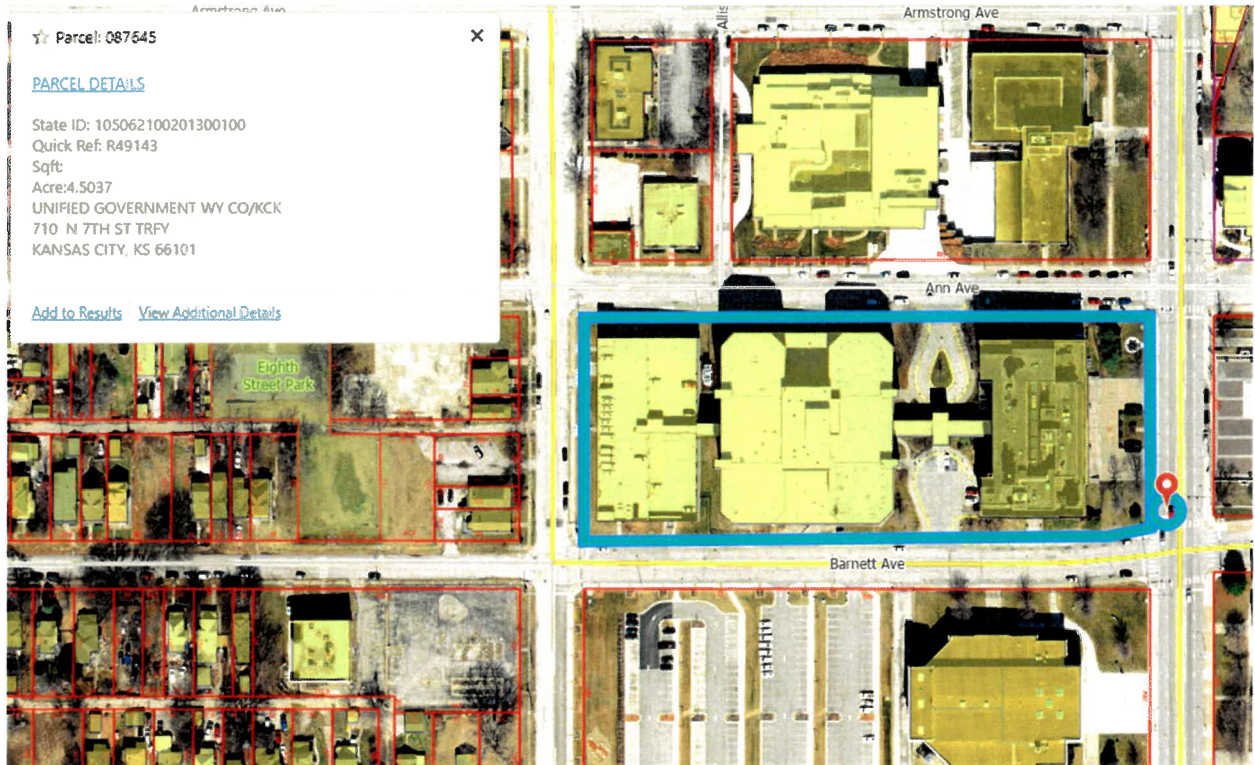 Armstrong Ave
Parcel: 087645
PARCEL DETAILS
State ID: 105062100201300100
Quick Ref: R49143
Sqft:
Acre:4.5037
UNIFIED GOVERNMENT WY CO/KCK
710 N 7TH ST TRFY
KANSAS CITY, KS 66101
Add to Results
View Additional Details
Allis
Armstrong Ave
Ann Ave
Eighth
Street Park
Barnett Ave